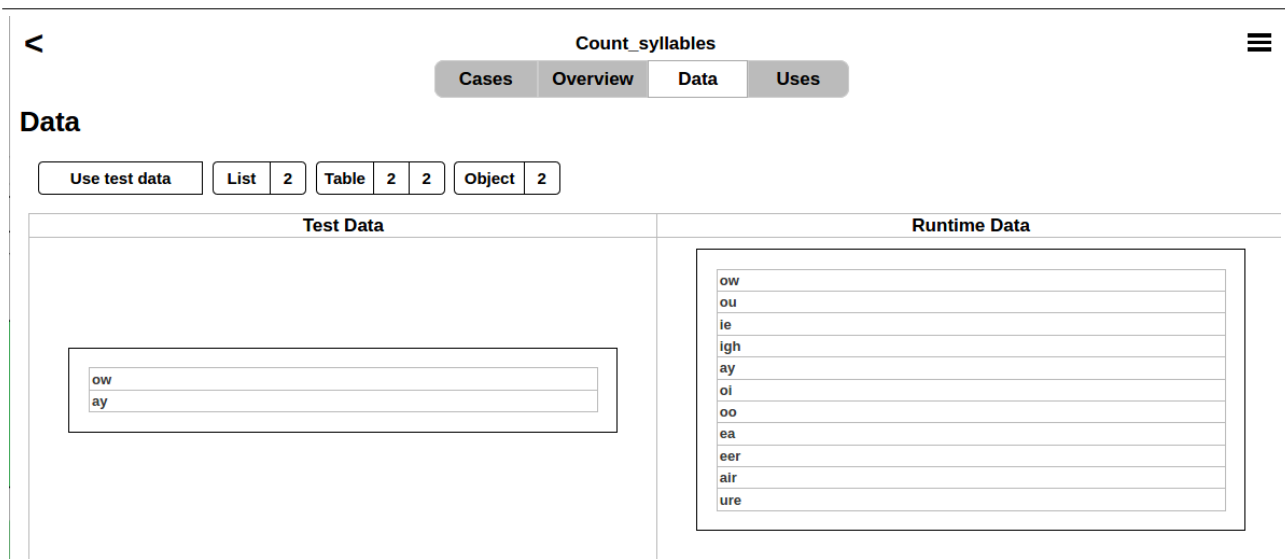 <
Count_syllables
Cases Overview Data Uses
Data
Use test data List 2 Table 2 2 Object 2
Test Data Runtime Data
ow
ay
ow
ou
ie
igh
ay
oi
oo
ea
eer
air
ure